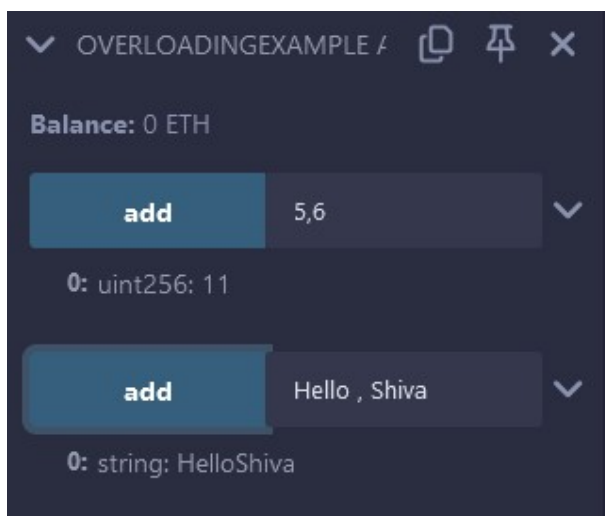 OVERLOADINGEXAMPLE A
Balance: 0 ETH
add 5,6
0: uint256: 11
add Hello , Shiva
0: string: HelloShiva